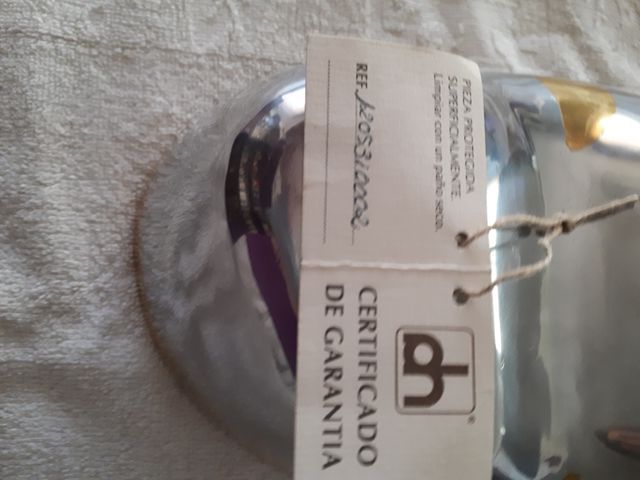 PIEZA PROTEGIDA
SUPERFICIALMENTE.
Limpiar con un paño seco.
REF.
CERTIFICADO
DE GARANTIA